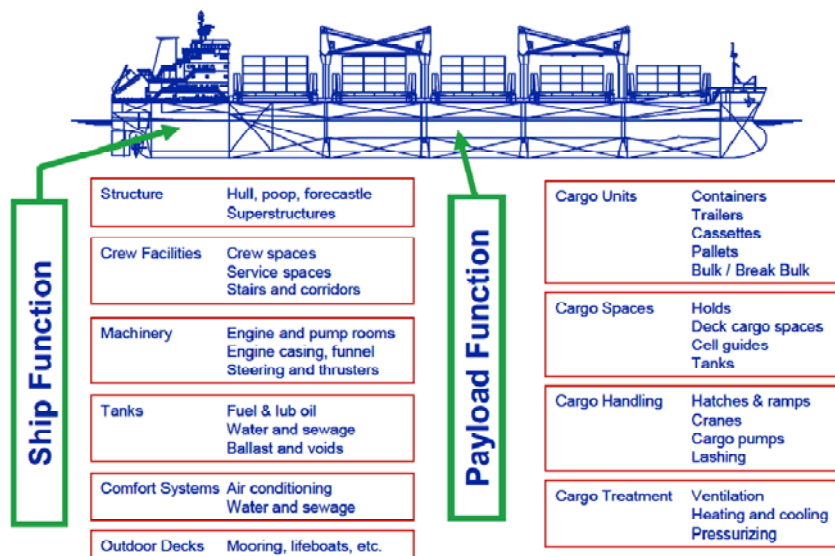 Ship Function
Structure Hull, poop, forecastle
Superstructures
Crew Facilities Crew spaces
Service spaces
Stairs and corridors
Machinery Engine and pump rooms
Engine casing, funnel
Steering and thrusters
Tanks Fuel & lub oil
Water and sewage
Ballast and voids
Comfort Systems Air conditioning
Water and sewage
Outdoor Decks Mooring, lifeboats, etc.
Payload Function
Cargo Units Containers
Trailers
Cassettes
Pallets
Bulk / Break Bulk
Cargo Spaces Holds
Deck cargo spaces
Cell guides
Tanks
Cargo Handling Hatches & ramps
Cranes
Cargo pumps
Lashing
Cargo Treatment Ventilation
Heating and cooling
Pressurizing